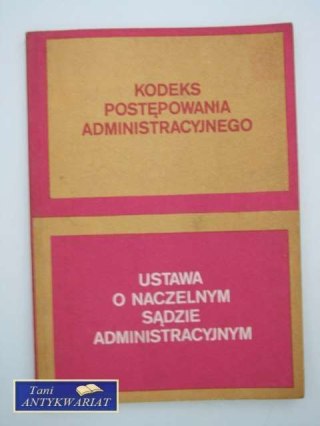 KODEKS
POSTĘPOWANIA
ADMINISTRACYJNEGO
USTAWA
O NACZELNYM
SĄDZIE
ADMINISTRACYJNYM
Tani
ANTYKWARIAT